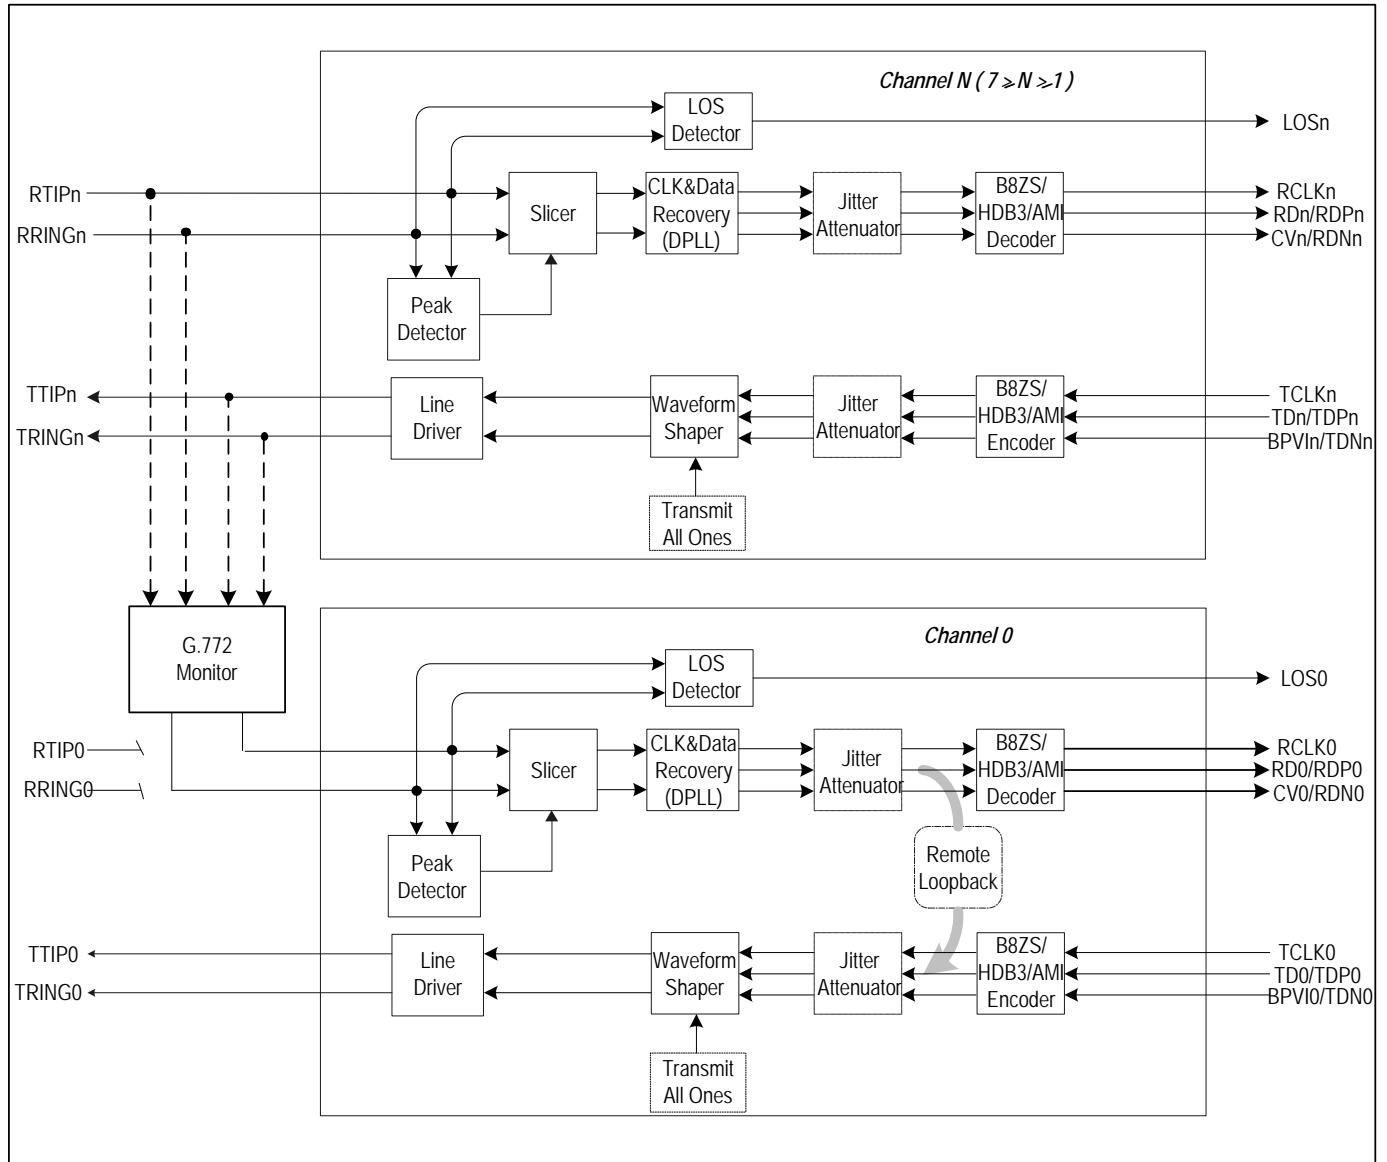 Channel N ( 7 ⩾ N ⩾ 1 )
LOS
Detector
LOSn
RTIPn
RRINGn
Slicer
CLK&Data
Recovery
(DPLL)
Jitter
Attenuator
B8ZS/
HDB3/AMI
Decoder
RCLKn
RDn/RDPn
CVn/RDNn
Peak
Detector
TTIPn
TRINGn
Line
Driver
Waveform
Shaper
Jitter
Attenuator
B8ZS/
HDB3/AMI
Encoder
TCLKn
TDn/TDPn
BPVIn/TDNn
Transmit
All Ones
G.772
Monitor
Channel 0
LOS
Detector
LOS0
RTIP0
RRING0
Slicer
CLK&Data
Recovery
(DPLL)
Jitter
Attenuator
B8ZS/
HDB3/AMI
Decoder
RCLK0
RD0/RDP0
CV0/RDN0
Peak
Detector
Remote
Loopback
TTIP0
TRING0
Line
Driver
Waveform
Shaper
Jitter
Attenuator
B8ZS/
HDB3/AMI
Encoder
TCLK0
TD0/TDP0
BPVI0/TDN0
Transmit
All Ones